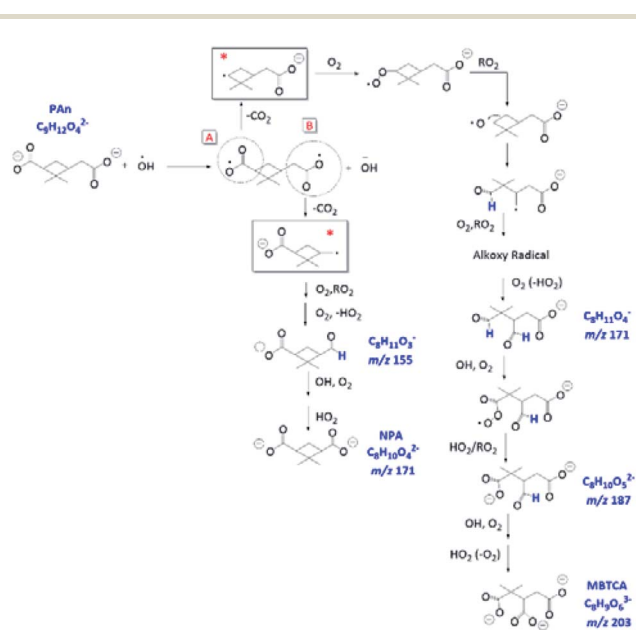 * O ⊖ O O2 O·O O ⊖ O RO2
PAn
C9H12O4 2-
-CO2
A B
⊖ O O O ⊖ O + ·OH
+ OH -
·O O ⊖ O
-CO2
⊖ O O *
O H O ⊖ O
O2,RO2
Alkoxy Radical
O2,RO2
O2, -HO2
O2 (-HO2)
C8H11O3 -
m/z 155
O H O H O ⊖ O
C8H11O4 -
m/z 171
OH, O2
OH, O2
HO2
NPA
C8H10O4 2-
m/z 171
HO2/RO2
C8H10O5 2-
m/z 187
OH, O2
HO2 (-O2)
MBTCA
C8H9O6 3-
m/z 203